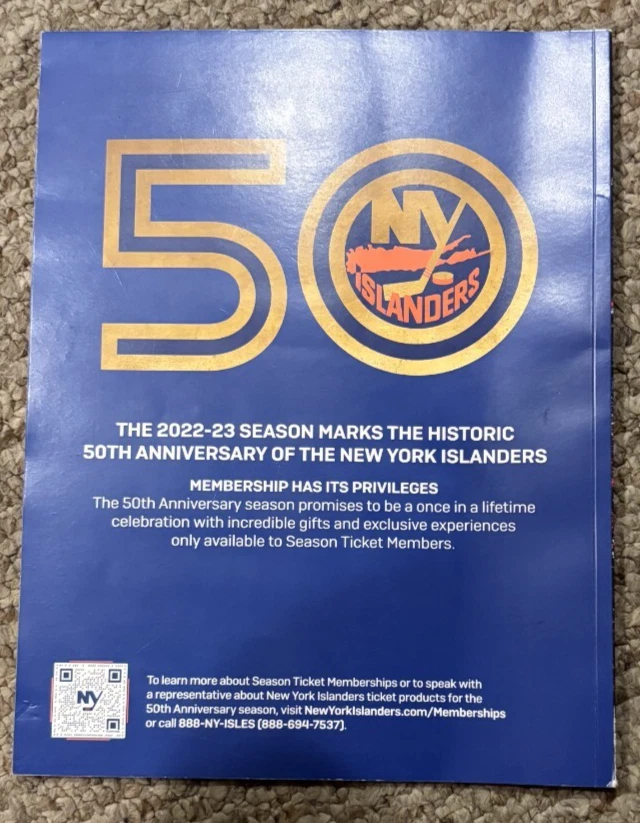 50
NY
ISLANDERS
THE 2022-23 SEASON MARKS THE HISTORIC
50TH ANNIVERSARY OF THE NEW YORK ISLANDERS
MEMBERSHIP HAS ITS PRIVILEGES
The 50th Anniversary season promises to be a once in a lifetime
celebration with incredible gifts and exclusive experiences
only available to Season Ticket Members.
NY
To learn more about Season Ticket Memberships or to speak with
a representative about New York Islanders ticket products for the
50th Anniversary season, visit NewYorkIslanders.com/Memberships
or call 888-NY-ISLES (888-694-7537).